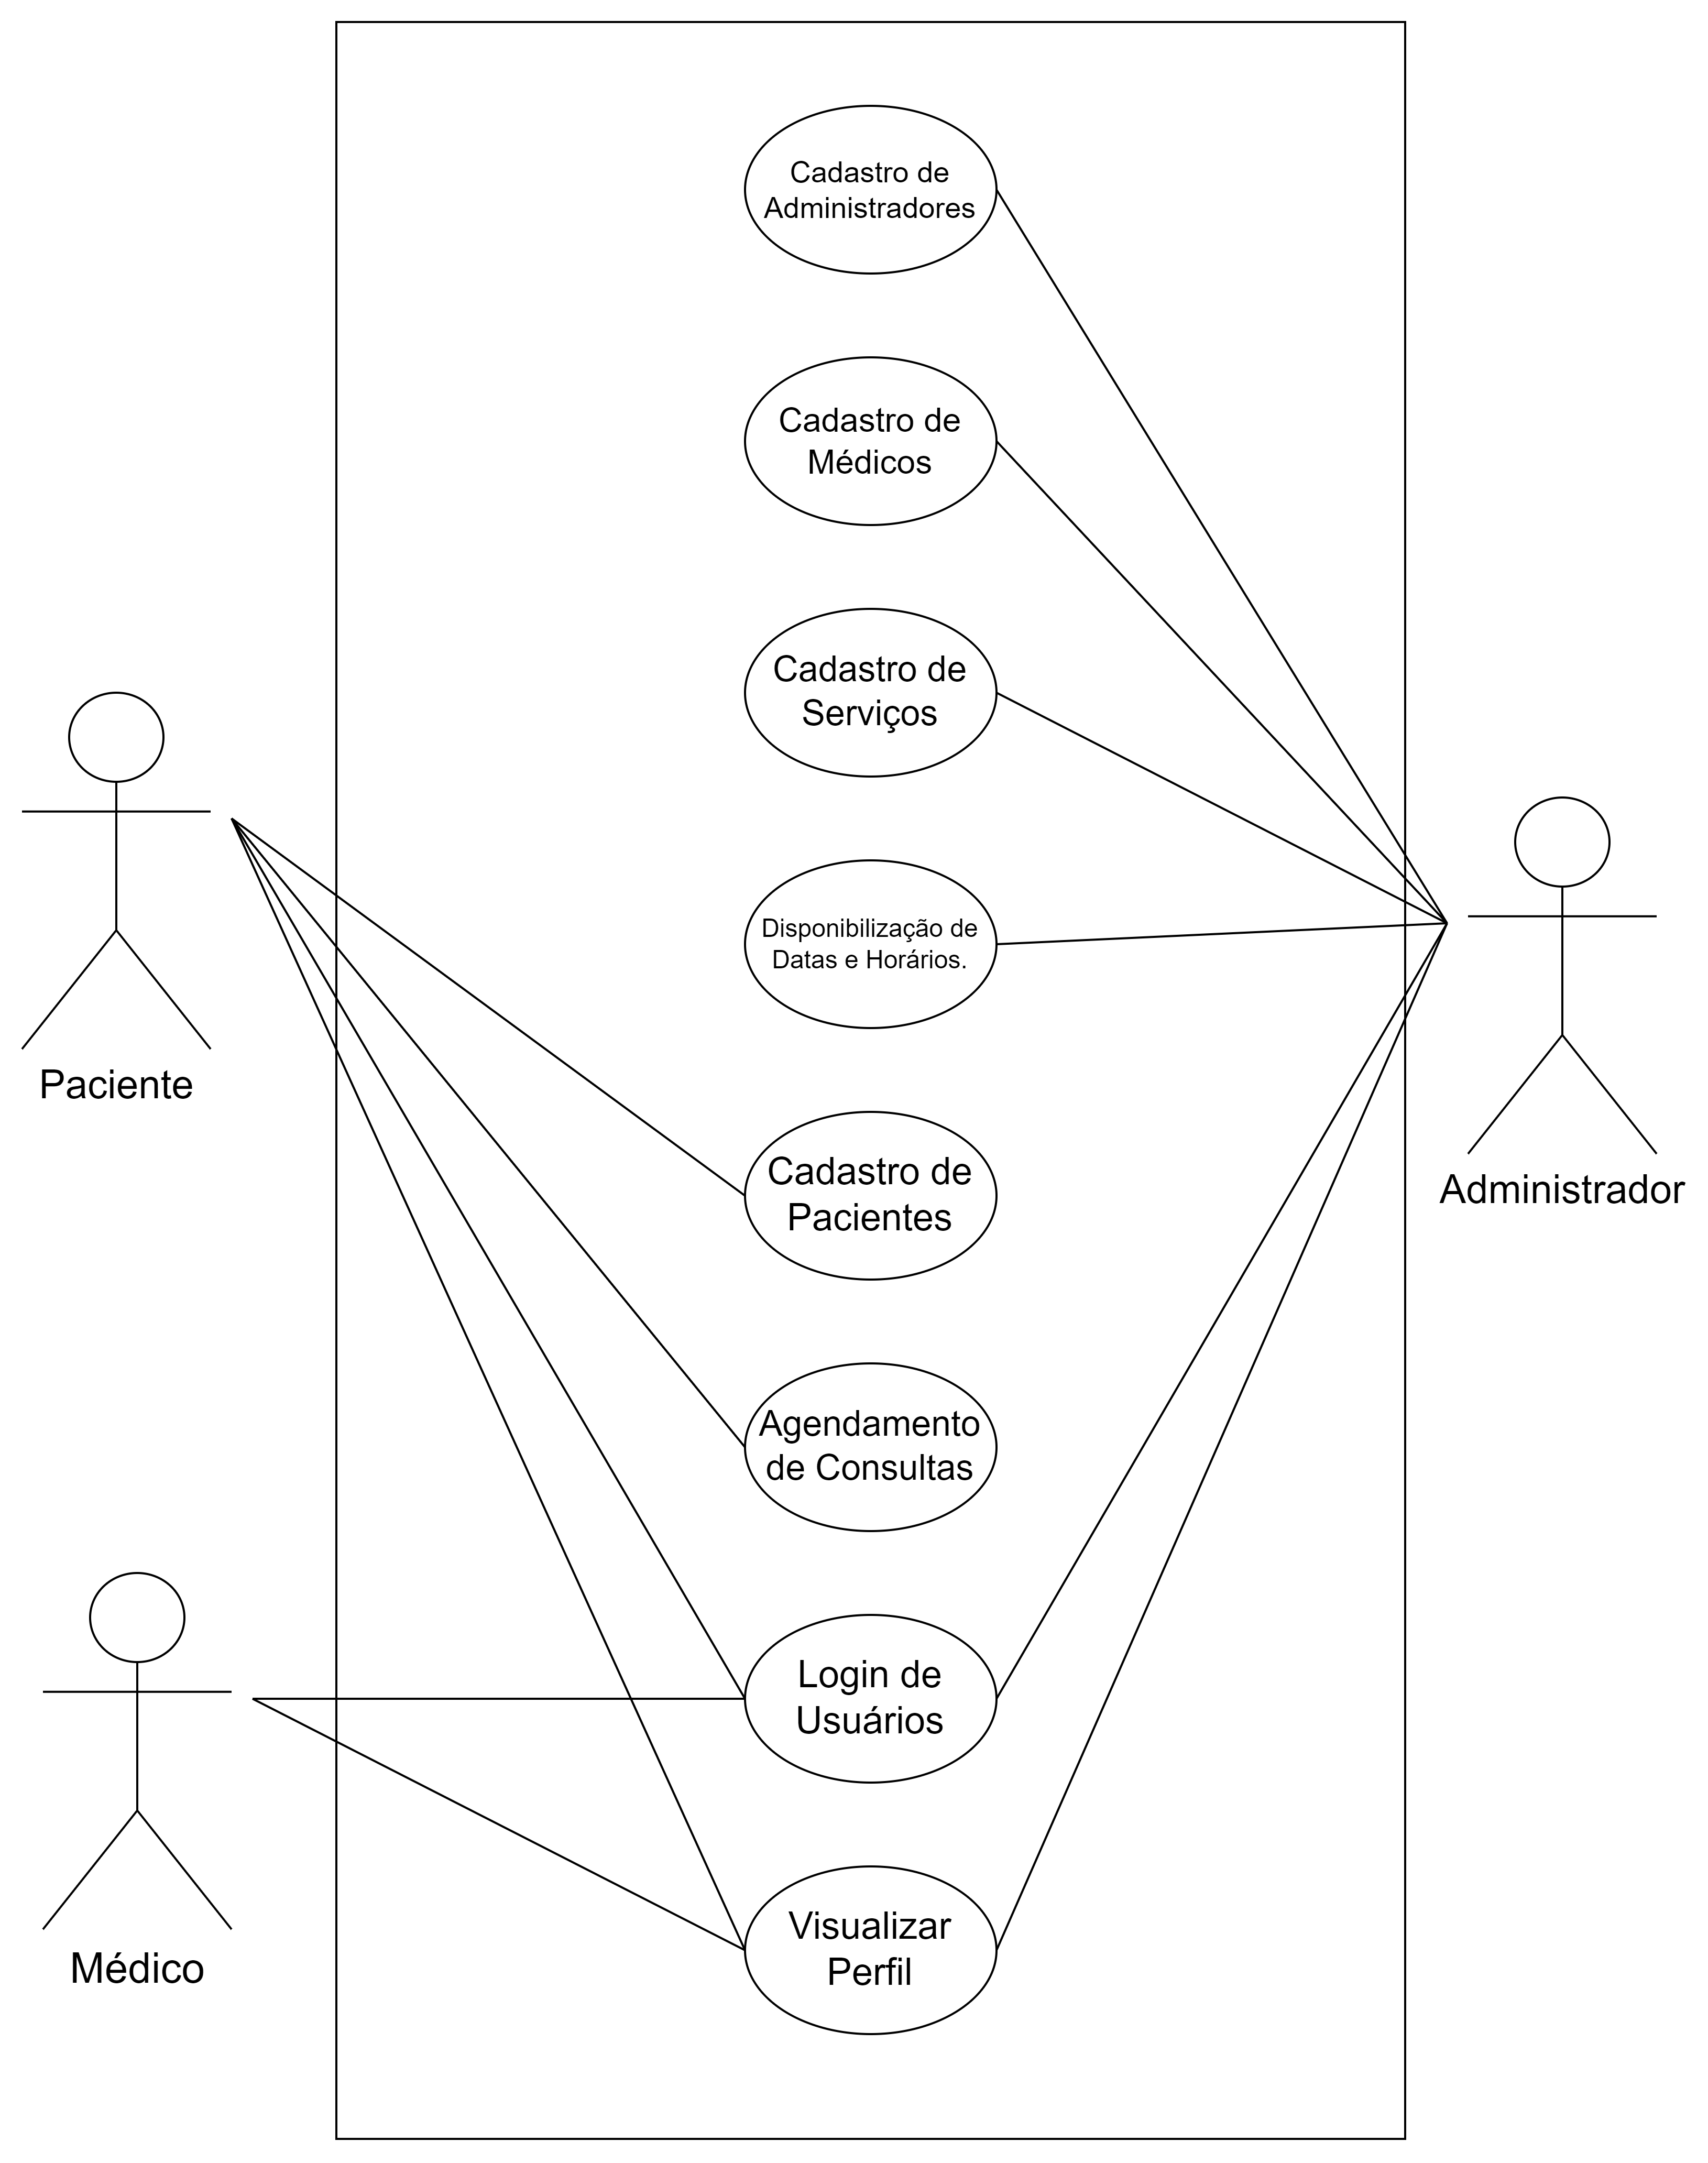 Cadastro de
Administradores
Cadastro de
Médicos
Cadastro de
Serviços
Disponibilização de
Datas e Horários.
Paciente
Cadastro de
Pacientes
Administrador
Agendamento
de Consultas
Login de
Usuários
Visualizar
Perfil
Médico